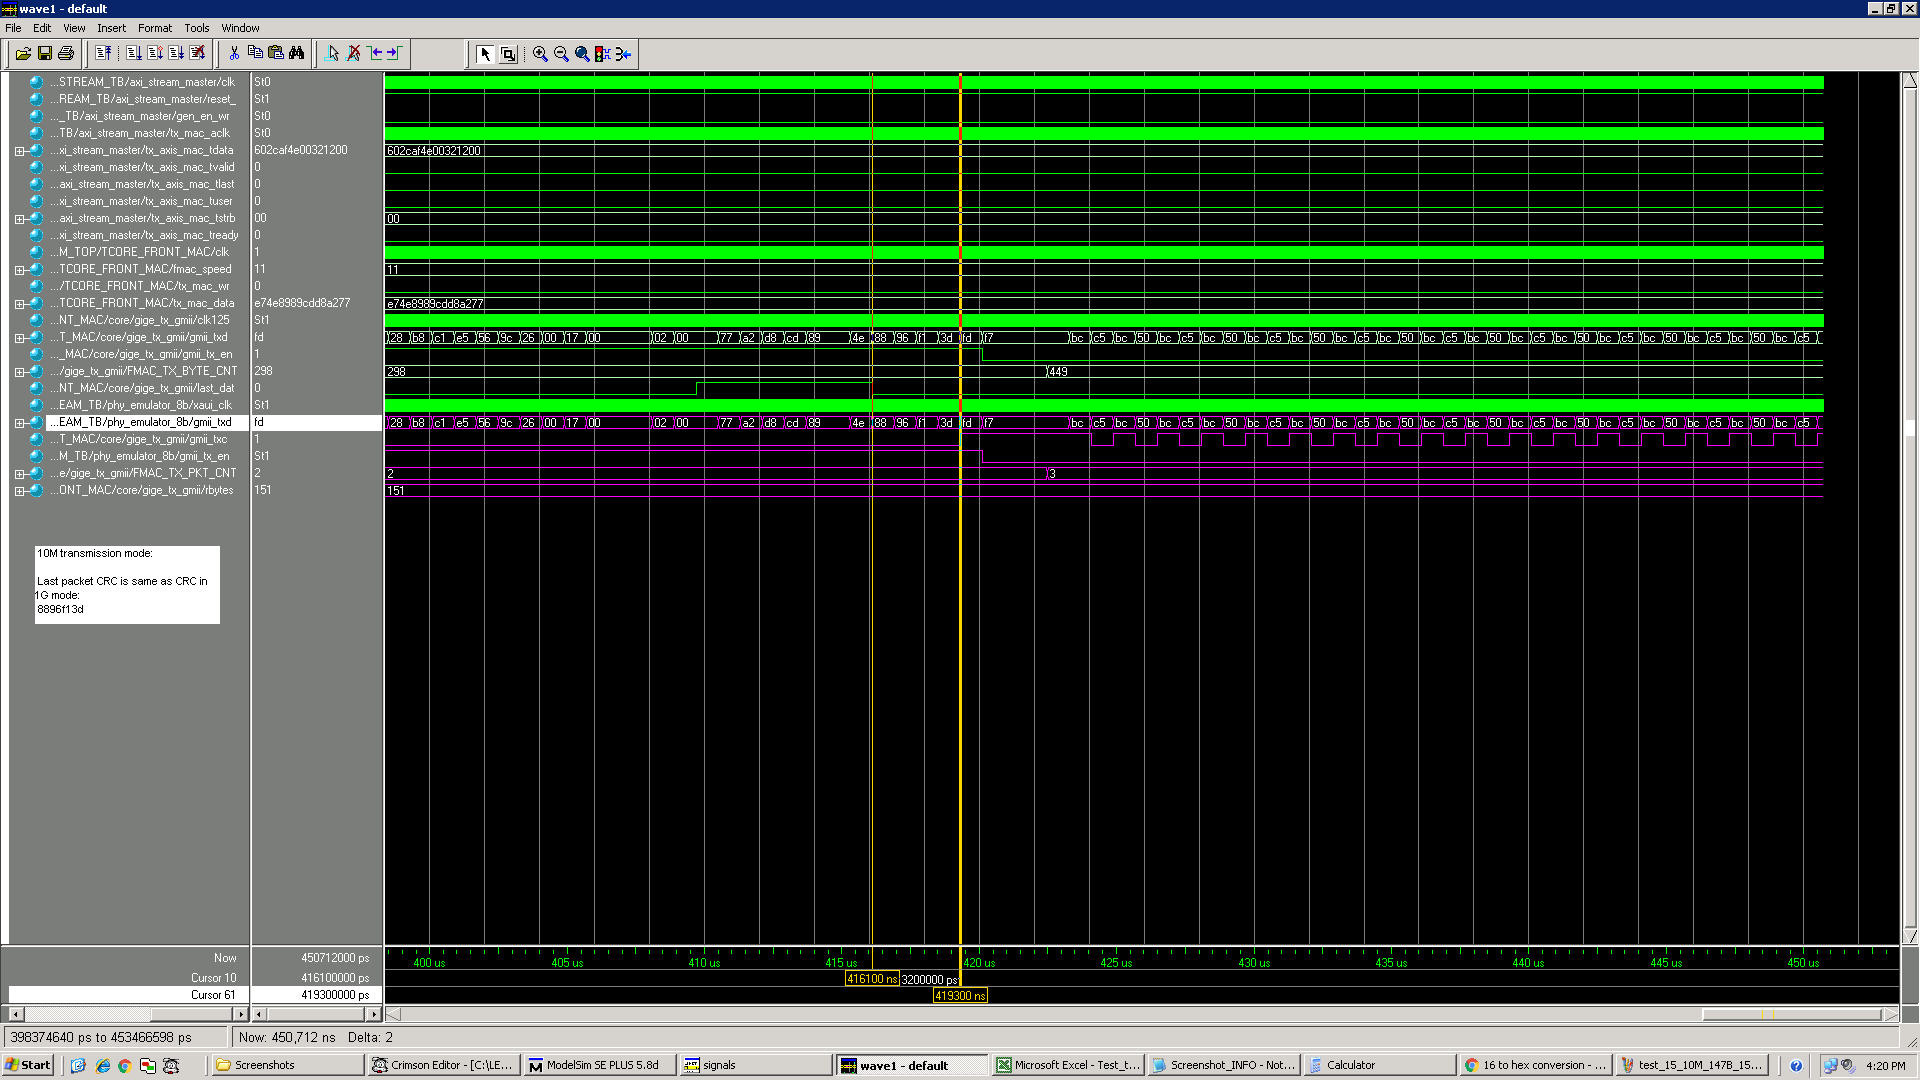 wave1 - default
File Edit View Insert Format Tools Window
...STREAM_TB/axi_stream_master/clk St0
...REAM_TB/axi_stream_master/reset_ St1
..._TB/axi_stream_master/gen_en_wr St0
...TB/axi_stream_master/tx_mac_aclk St0
...xi_stream_master/tx_axis_mac_tdata 602caf4e00321200 602caf4e00321200
...xi_stream_master/tx_axis_mac_tvalid 0
...axi_stream_master/tx_axis_mac_tlast 0
...xi_stream_master/tx_axis_mac_tuser 0
...axi_stream_master/tx_axis_mac_tstrb 00 00
...xi_stream_master/tx_axis_mac_tready 0
...M_TOP/TCORE_FRONT_MAC/clk 1
...TCORE_FRONT_MAC/fmac_speed 11 11
.../TCORE_FRONT_MAC/tx_mac_wr 0
...TCORE_FRONT_MAC/tx_mac_data e74e8989cdd8a277 e74e8989cdd8a277
...NT_MAC/core/gige_tx_gmii/clk125 St1
...T_MAC/core/gige_tx_gmii/gmii_txd fd 28 b8 c1 e5 56 9c 26 00 17 00 02 00 77 a2 d8 cd 89 4e 88 96 f1 3d fd f7 bc c5 bc 50 bc c5 bc 50 bc c5 bc 50 bc c5 bc 50 bc c5 bc 50 bc c5 bc 50 bc c5 bc 50 bc c5 bc 50 bc c5
..._MAC/core/gige_tx_gmii/gmii_tx_en 1
.../gige_tx_gmii/FMAC_TX_BYTE_CNT 298 298 449
...NT_MAC/core/gige_tx_gmii/last_dat 0
...EAM_TB/phy_emulator_8b/xaui_clk St1
...EAM_TB/phy_emulator_8b/gmii_txd fd 28 b8 c1 e5 56 9c 26 00 17 00 02 00 77 a2 d8 cd 89 4e 88 96 f1 3d fd f7 bc c5 bc 50 bc c5 bc 50 bc c5 bc 50 bc c5 bc 50 bc c5 bc 50 bc c5 bc 50 bc c5 bc 50 bc c5 bc 50 bc c5
...T_MAC/core/gige_tx_gmii/gmii_txc 1
...M_TB/phy_emulator_8b/gmii_tx_en St1
...e/gige_tx_gmii/FMAC_TX_PKT_CNT 2 2 3
...ONT_MAC/core/gige_tx_gmii/rbytes 151 151
10M transmission mode:
Last packet CRC is same as CRC in
1G mode:
8896f13d
Now 450712000 ps 400 us 405 us 410 us 415 us 420 us 425 us 430 us 435 us 440 us 445 us 450 us
Cursor 10 416100000 ps 416100 ns 3200000 ps
Cursor 61 419300000 ps 419300 ns
398374640 ps to 453466598 ps Now: 450,712 ns Delta: 2
Start Screenshots Crimson Editor - [C:\LE... ModelSim SE PLUS 5.8d signals wave1 - default Microsoft Excel - Test_t... Screenshot_INFO - Not... Calculator 16 to hex conversion - ... test_15_10M_147B_15... 4:20 PM